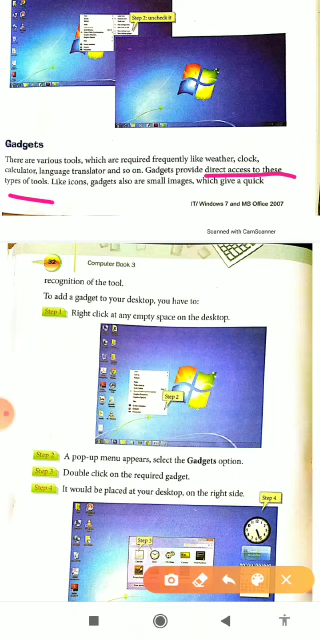 Step 2: uncheck it
Gadgets
There are various tools, which are required frequently like weather, clock,
calculator, language translator and so on. Gadgets provide direct access to these
types of tools. Like icons, gadgets also are small images, which give a quick
IT/ Windows 7 and MS Office 2007
Scanned with CamScanner
32 Computer Book 3
recognition of the tool.
To add a gadget to your desktop, you have to:
Step 1 Right click at any empty space on the desktop.
Step 2
Step 2 A pop-up menu appears, select the Gadgets option.
Step 3 Double click on the required gadget.
Step 4 It would be placed at your desktop, on the right side.
Step 4
Step 3